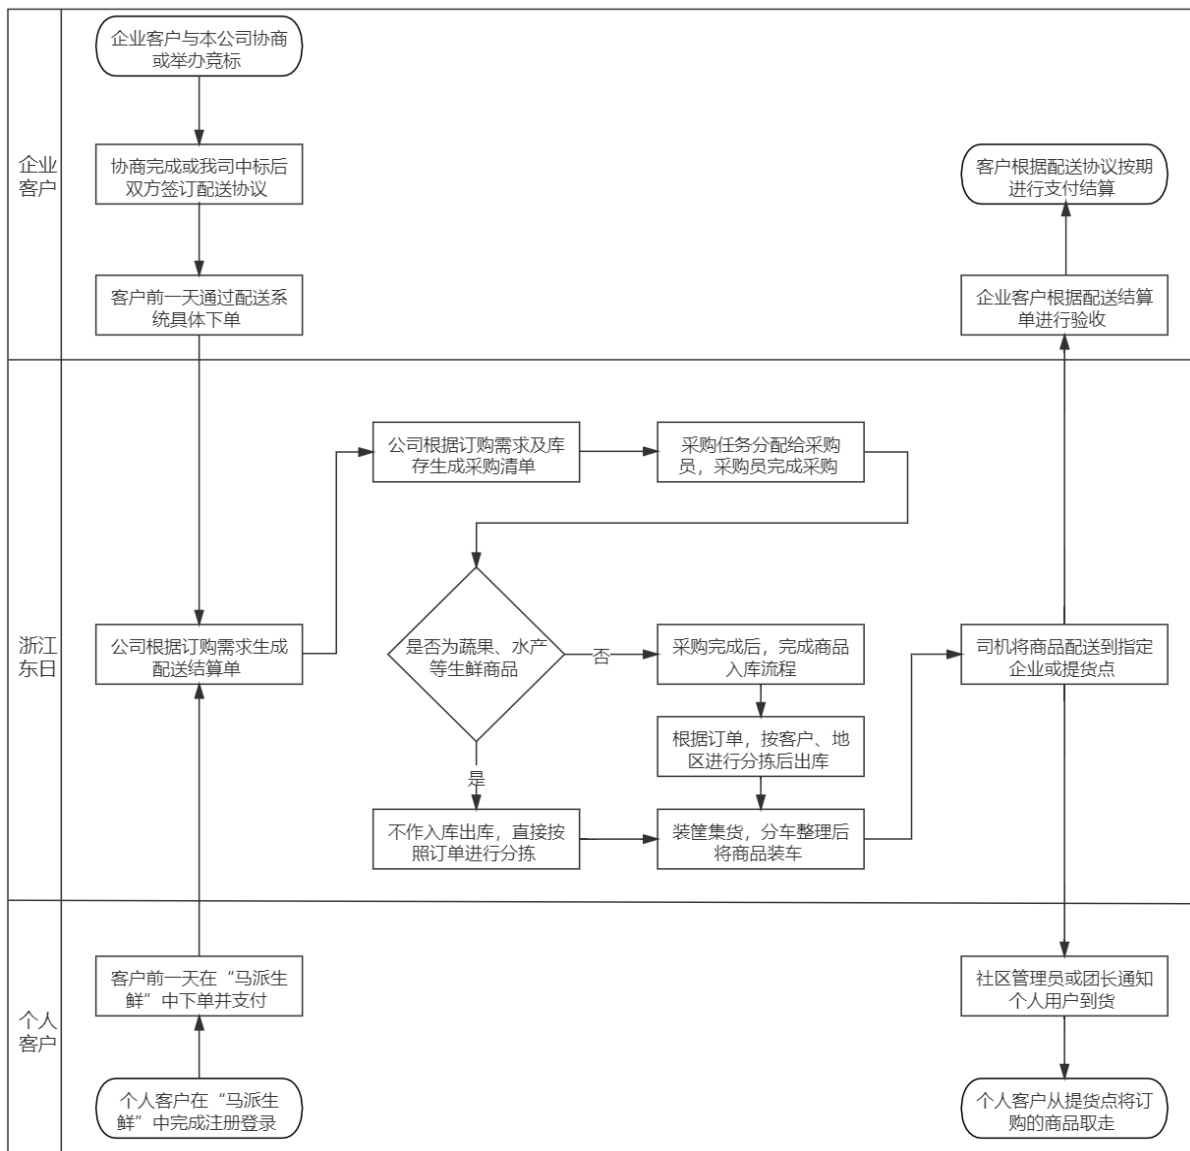 企业客户与本公司协商
或举办竞标
企业
客户
协商完成或我司中标后
双方签订配送协议
客户根据配送协议按期
进行支付结算
客户前一天通过配送系
统具体下单
企业客户根据配送结算
单进行验收
公司根据订购需求及库
存生成采购清单
采购任务分配给采购
员，采购员完成采购
浙江
东日
公司根据订购需求生成
配送结算单
是否为蔬果、水产
等生鲜商品
否
采购完成后，完成商品
入库流程
司机将商品配送到指定
企业或提货点
根据订单，按客户、地
区进行分拣后出库
是
不作入库出库，直接按
照订单进行分拣
装筐集货，分车整理后
将商品装车
个人
客户
客户前一天在“马派生
鲜”中下单并支付
社区管理员或团长通知
个人用户到货
个人客户在“马派生
鲜”中完成注册登录
个人客户从提货点将订
购的商品取走